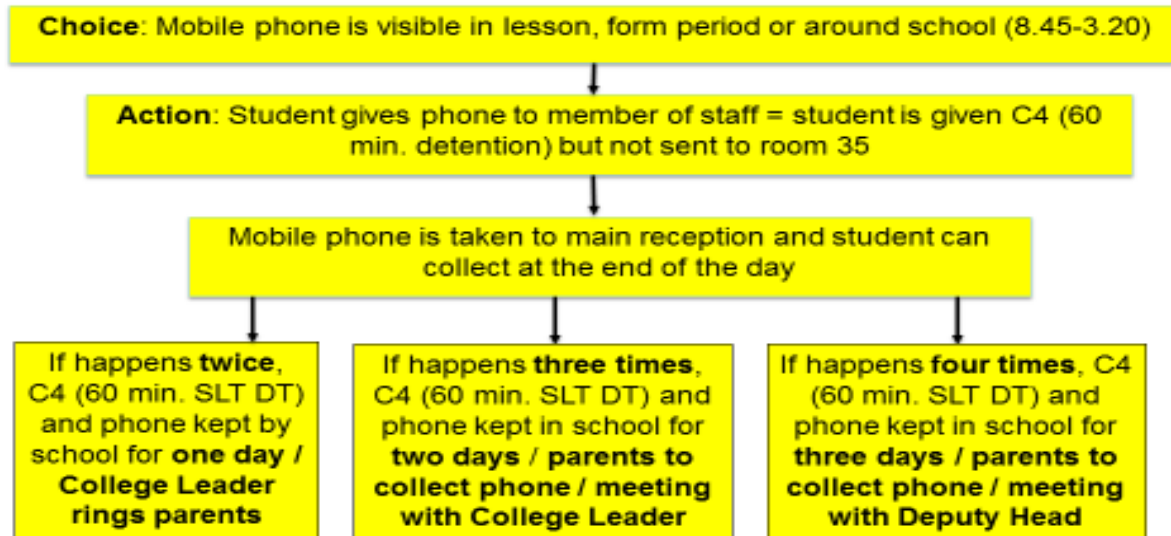 Choice: Mobile phone is visible in lesson, form period or around school (8.45-3.20)
Action: Student gives phone to member of staff = student is given C4 (60
min. detention) but not sent to room 35
Mobile phone is taken to main reception and student can
collect at the end of the day
If happens twice,
C4 (60 min. SLT DT)
and phone kept by
school for one day /
College Leader
rings parents
If happens three times,
C4 (60 min. SLT DT) and
phone kept in school for
two days / parents to
collect phone / meeting
with College Leader
If happens four times, C4
(60 min. SLT DT) and
phone kept in school for
three days / parents to
collect phone / meeting
with Deputy Head